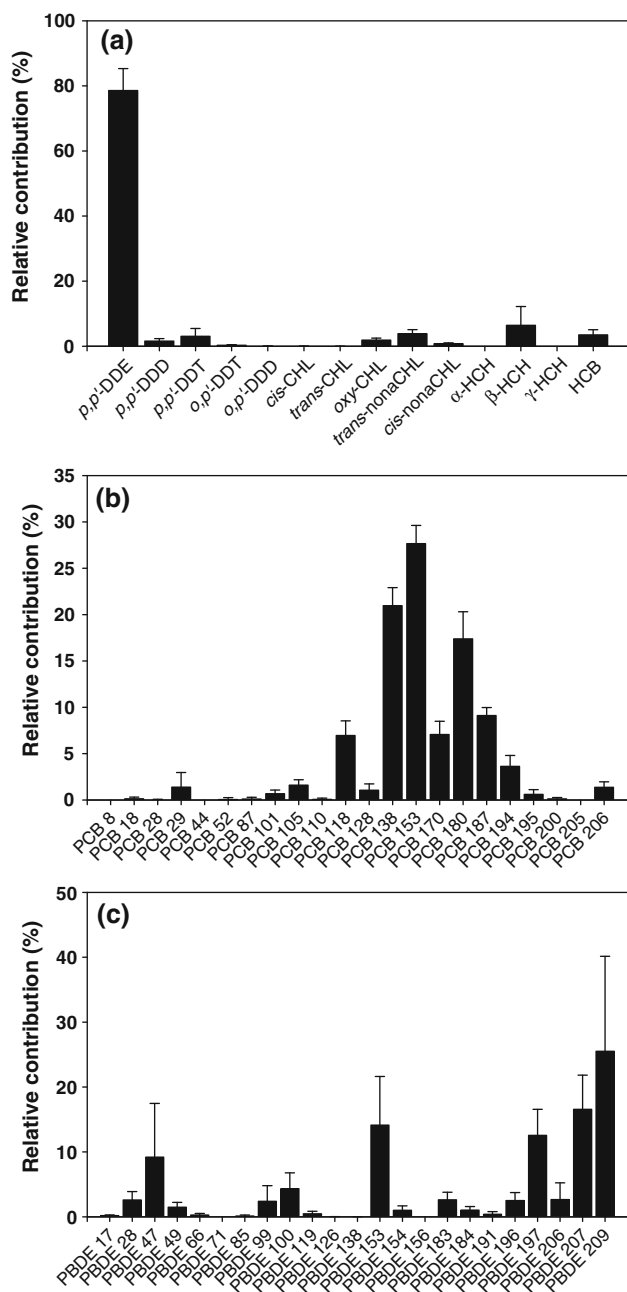 (a)
Relative contribution (%)
100
80
60
40
20
0
p,p'-DDE
p,p'-DDD
p,p'-DDT
o,p'-DDT
o,p'-DDD
cis-CHL
trans-CHL
oxy-CHL
trans-nonaCHL
cis-nonaCHL
α-HCH
β-HCH
γ-HCH
HCB
(b)
Relative contribution (%)
35
30
25
20
15
10
5
0
PCB 8
PCB 18
PCB 28
PCB 29
PCB 44
PCB 52
PCB 87
PCB 101
PCB 105
PCB 110
PCB 118
PCB 128
PCB 138
PCB 153
PCB 170
PCB 180
PCB 187
PCB 194
PCB 195
PCB 200
PCB 205
PCB 206
(c)
Relative contribution (%)
50
40
30
20
10
0
PBDE 17
PBDE 28
PBDE 47
PBDE 49
PBDE 66
PBDE 71
PBDE 85
PBDE 99
PBDE 100
PBDE 119
PBDE 126
PBDE 138
PBDE 153
PBDE 154
PBDE 156
PBDE 183
PBDE 184
PBDE 191
PBDE 196
PBDE 197
PBDE 206
PBDE 207
PBDE 209